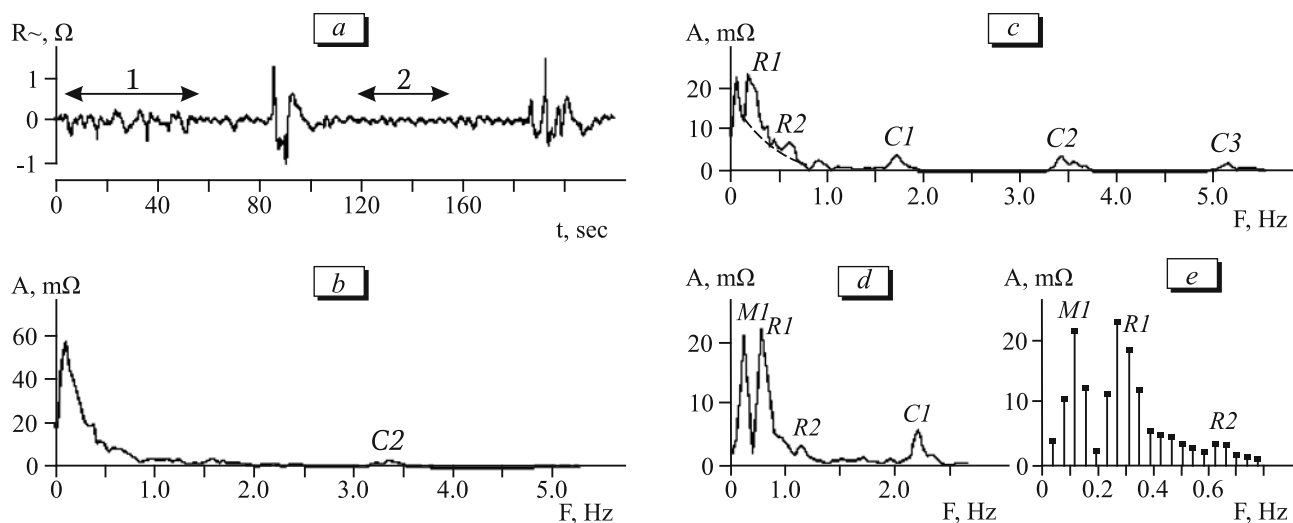 a
R~, Ω
1
2
1
0
-1
0 40 80 120 160
t, sec
b
A, mΩ
60
40
20
0
C2
0 1.0 2.0 3.0 4.0 5.0
F, Hz
c
A, mΩ
20
10
0
R1
R2
C1
C2
C3
0 1.0 2.0 3.0 4.0 5.0
F, Hz
d
A, mΩ
20
10
0
M1
R1
R2
C1
0 1.0 2.0
F, Hz
e
A, mΩ
20
10
0
M1
R1
R2
0 0.2 0.4 0.6
F, Hz